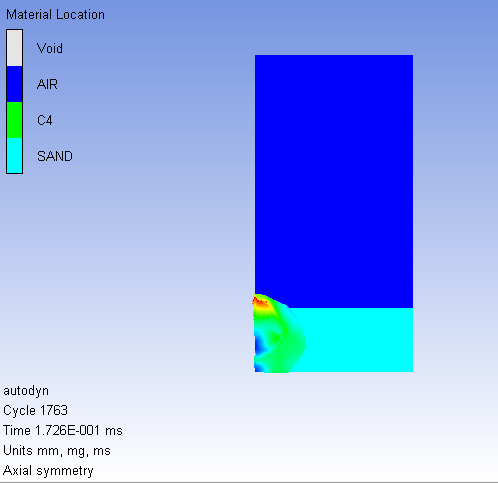 Material Location
Void
AIR
C4
SAND
autodyn
Cycle 1763
Time 1.726E-001 ms
Units mm, mg, ms
Axial symmetry